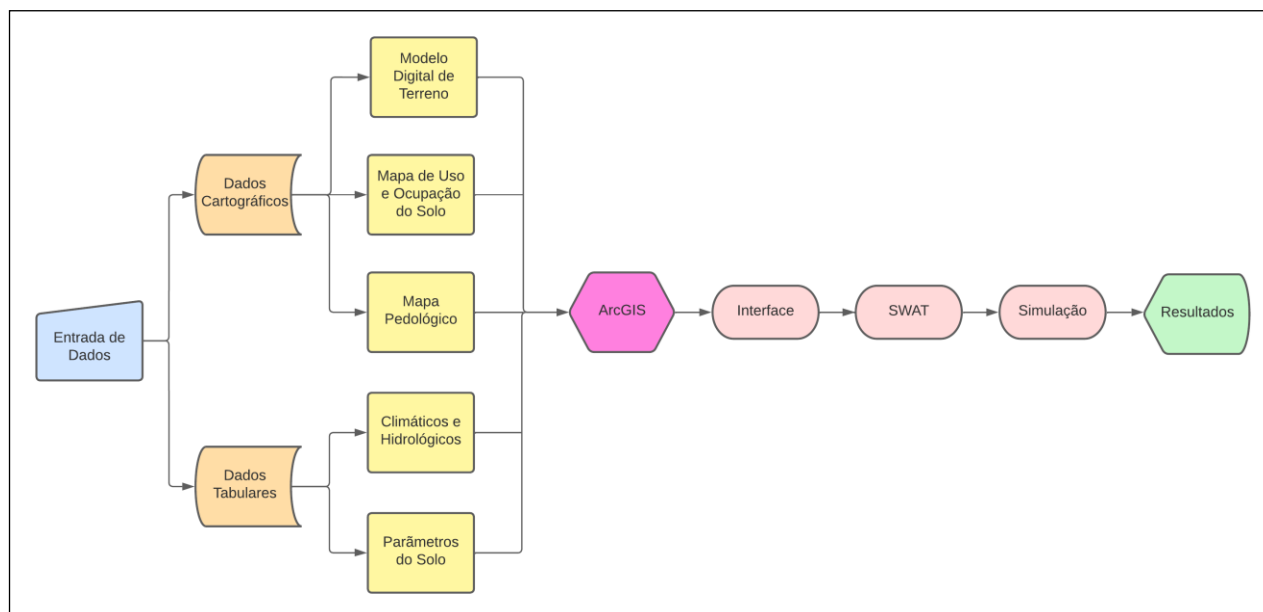 Modelo
Digital de
Terreno
Dados
Cartográficos
Mapa de Uso
e Ocupação
do Solo
Mapa
Pedológico
ArcGIS
Interface
SWAT
Simulação
Resultados
Entrada de
Dados
Climáticos e
Hidrológicos
Dados
Tabulares
Parãmetros
do Solo